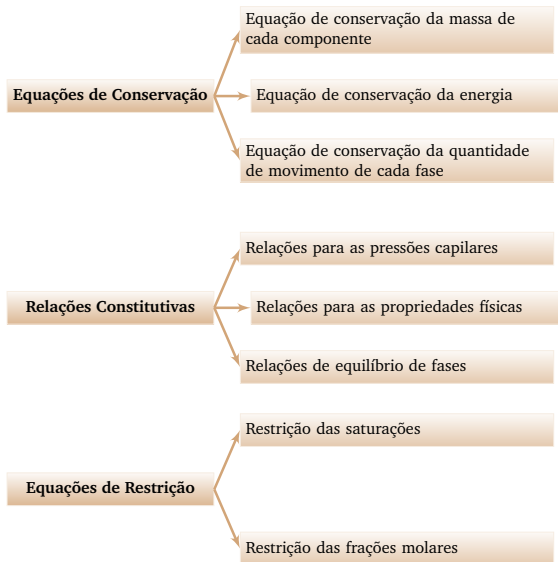 Equação de conservação da massa de
cada componente
Equações de Conservação
Equação de conservação da energia
Equação de conservação da quantidade
de movimento de cada fase
Relações para as pressões capilares
Relações Constitutivas
Relações para as propriedades físicas
Relações de equilíbrio de fases
Restrição das saturações
Equações de Restrição
Restrição das frações molares